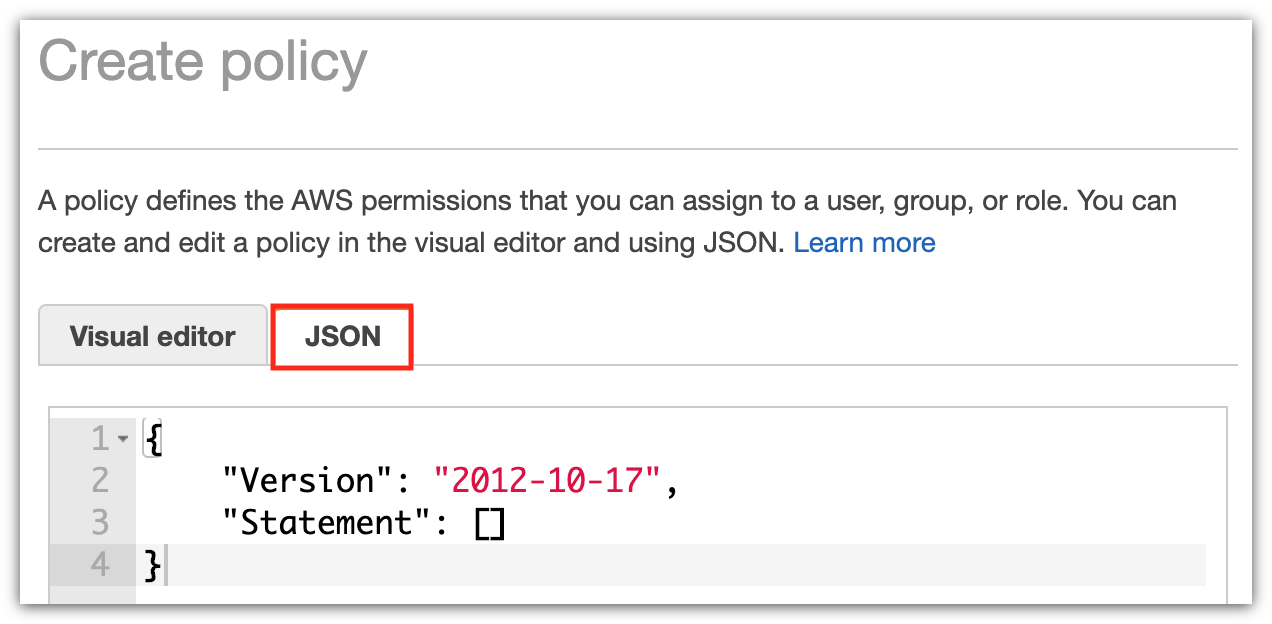 Create policy
A policy defines the AWS permissions that you can assign to a user, group, or role. You can
create and edit a policy in the visual editor and using JSON. Learn more
Visual editor JSON
1 {
2 "Version": "2012-10-17",
3 "Statement": []
4 }